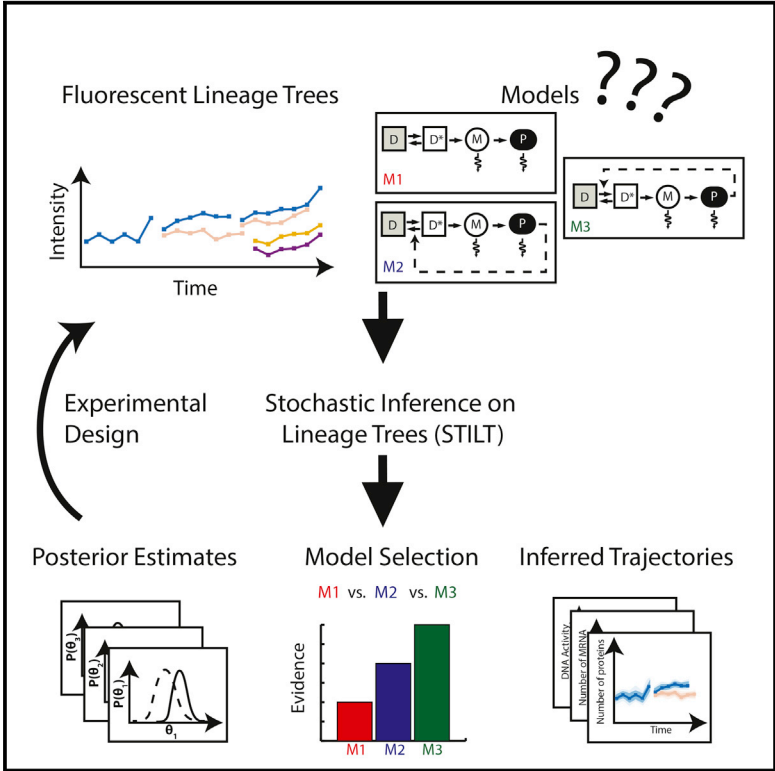 Fluorescent Lineage Trees
Models ???
Intensity
Time
D D* M P
M1
D D* M P
M2
D D* M P
M3
Experimental
Design
Stochastic Inference on
Lineage Trees (STILT)
Posterior Estimates
P(θ₃)
P(θ₂)
P(θ₁)
θ₁
Model Selection
M1 vs. M2 vs. M3
Evidence
M1 M2 M3
Inferred Trajectories
DNA Activity
Number of MRNA
Number of proteins
Time